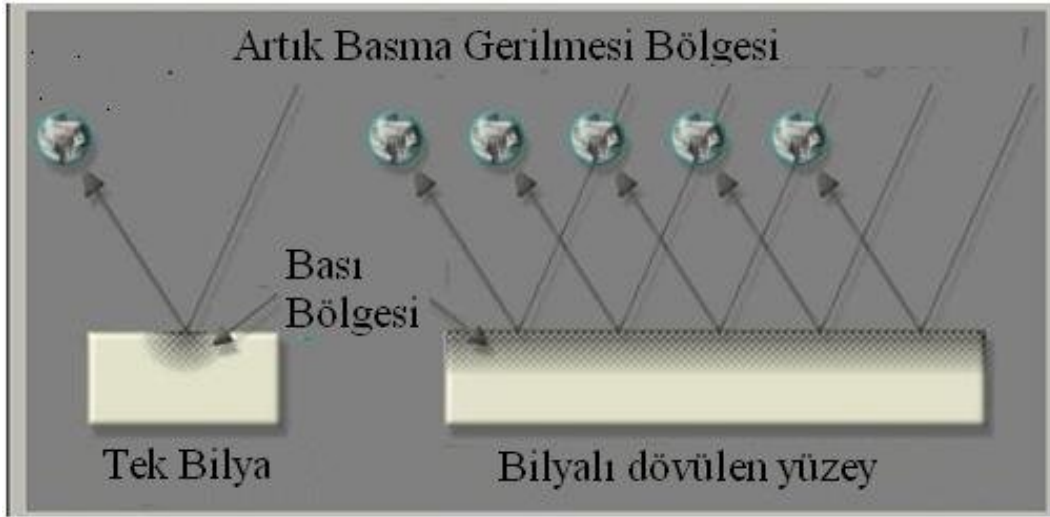 Artık Basma Gerilmesi Bölgesi
Bası
Bölgesi
Tek Bilya
Bilyalı dövülen yüzey